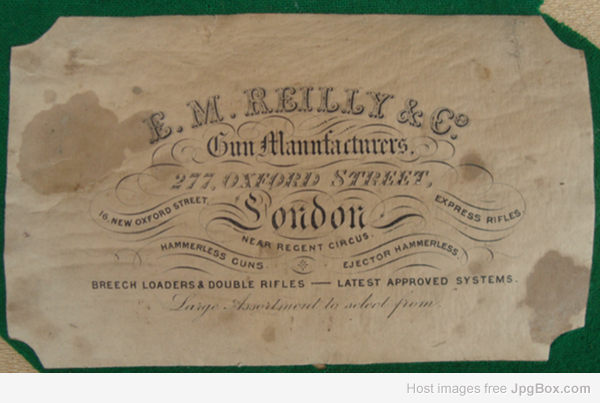 E. M. REILLY & Co.
Gun Manufacturers,
277, OXFORD STREET,
16, NEW OXFORD STREET,
London
EXPRESS RIFLES
NEAR REGENT CIRCUS.
HAMMERLESS GUNS
EJECTOR HAMMERLESS
BREECH LOADERS & DOUBLE RIFLES — LATEST APPROVED SYSTEMS.
Large Assortment to select from
Host images free JpgBox.com